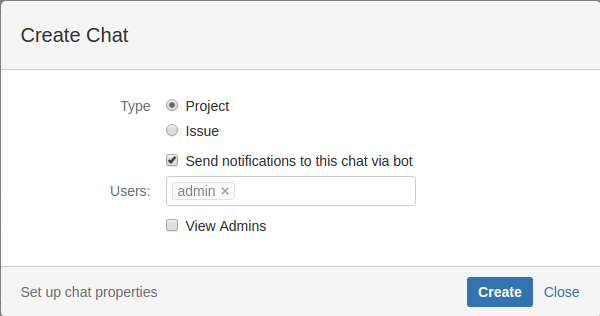 Create Chat
Type Project
Issue
Send notifications to this chat via bot
Users: admin ×
View Admins
Set up chat properties Create Close